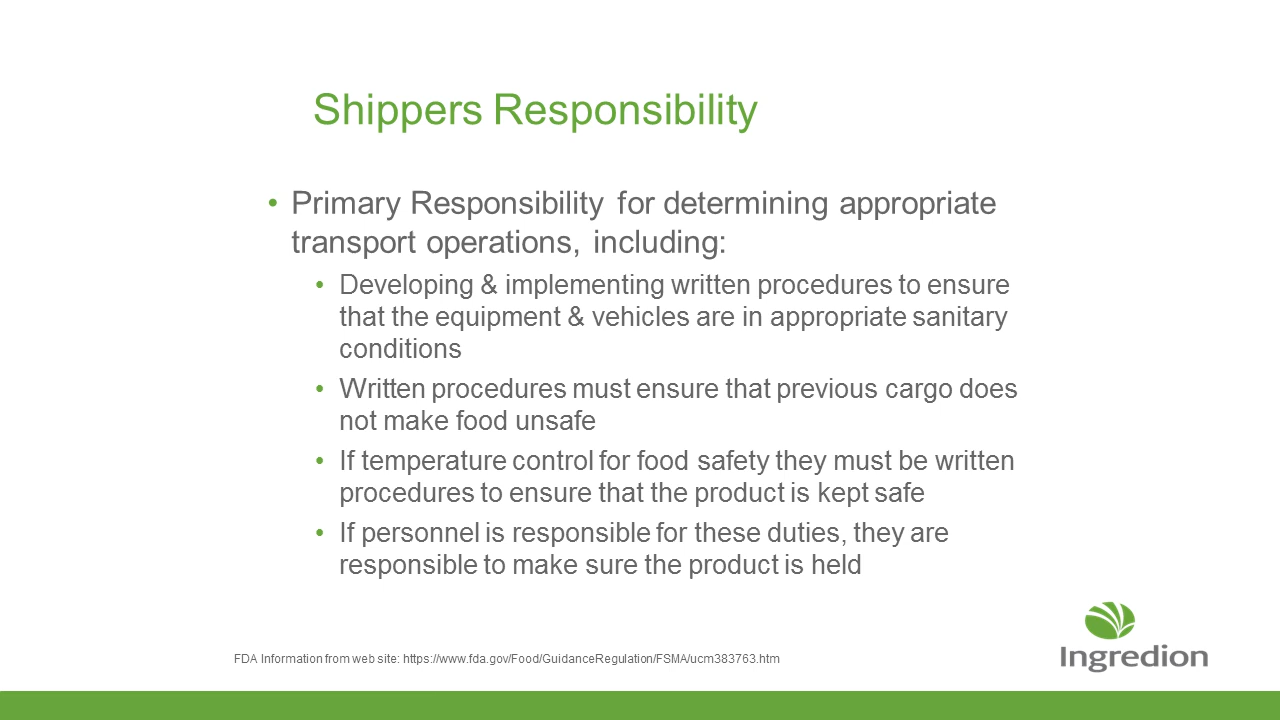 Shippers Responsibility
• Primary Responsibility for determining appropriate
transport operations, including:
• Developing & implementing written procedures to ensure
that the equipment & vehicles are in appropriate sanitary
conditions
• Written procedures must ensure that previous cargo does
not make food unsafe
• If temperature control for food safety they must be written
procedures to ensure that the product is kept safe
• If personnel is responsible for these duties, they are
responsible to make sure the product is held
FDA Information from web site: https://www.fda.gov/Food/GuidanceRegulation/FSMA/ucm383763.htm
Ingredion